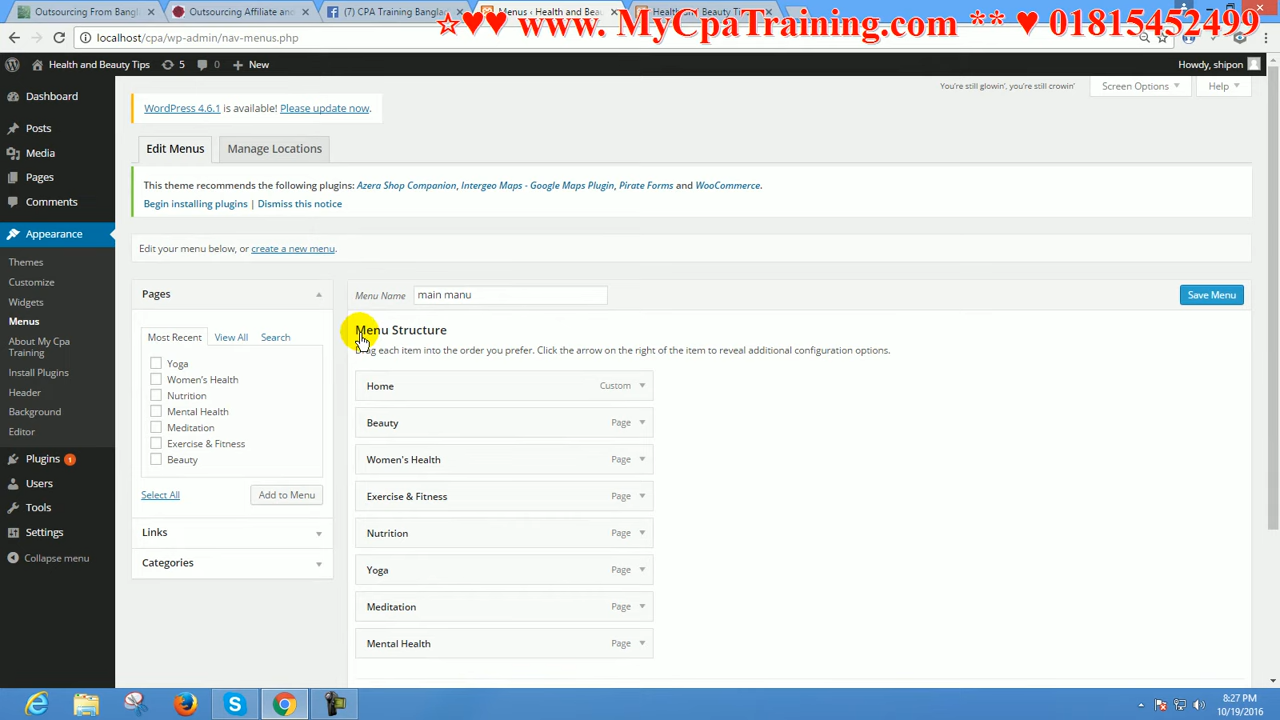 Outsourcing From Bangl
Outsourcing Affiliate and
(7) CPA Training Banglad
Menus ‹ Health and Beau
Health and Beauty Tips
☆♥♥ www. MyCpaTraining.com ** ♥ 01815452499
localhost/cpa/wp-admin/nav-menus.php
Health and Beauty Tips
5
0
New
Howdy, shipon
You're still glowin', you're still crowin'
Screen Options
Help
WordPress 4.6.1 is available! Please update now.
Edit Menus
Manage Locations
This theme recommends the following plugins: Azera Shop Companion, Intergeo Maps - Google Maps Plugin, Pirate Forms and WooCommerce.
Begin installing plugins | Dismiss this notice
Edit your menu below, or create a new menu.
Dashboard
Posts
Media
Pages
Comments
Appearance
Themes
Customize
Widgets
Menus
About My Cpa
Training
Install Plugins
Header
Background
Editor
Plugins 1
Users
Tools
Settings
Collapse menu
Pages
Most Recent
View All
Search
Yoga
Women's Health
Nutrition
Mental Health
Meditation
Exercise & Fitness
Beauty
Select All
Add to Menu
Links
Categories
Menu Name
main manu
Save Menu
Menu Structure
Drag each item into the order you prefer. Click the arrow on the right of the item to reveal additional configuration options.
Home Custom
Beauty Page
Women's Health Page
Exercise & Fitness Page
Nutrition Page
Yoga Page
Meditation Page
Mental Health Page
8:27 PM
10/19/2016